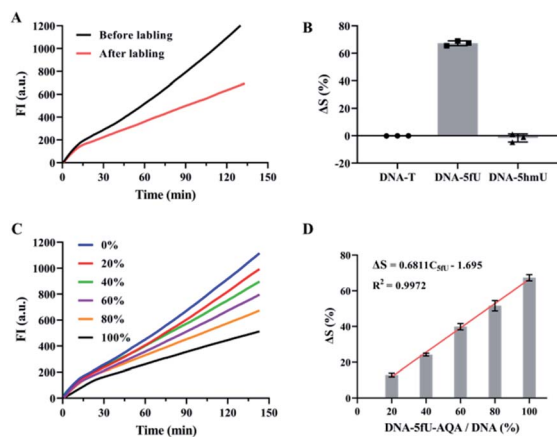 A
1200
1000
800
600
400
200
0
FI (a.u.)
Before labling
After labling
0 30 60 90 120 150
Time (min)
B
80
60
40
20
0
-20
ΔS (%)
DNA-T DNA-5fU DNA-5hmU
C
1200
1000
800
600
400
200
0
FI (a.u.)
0%
20%
40%
60%
80%
100%
0 30 60 90 120 150
Time (min)
D
80
60
40
20
0
ΔS (%)
ΔS = 0.6811C5fU - 1.695
R² = 0.9972
20 40 60 80 100
DNA-5fU-AQA / DNA (%)